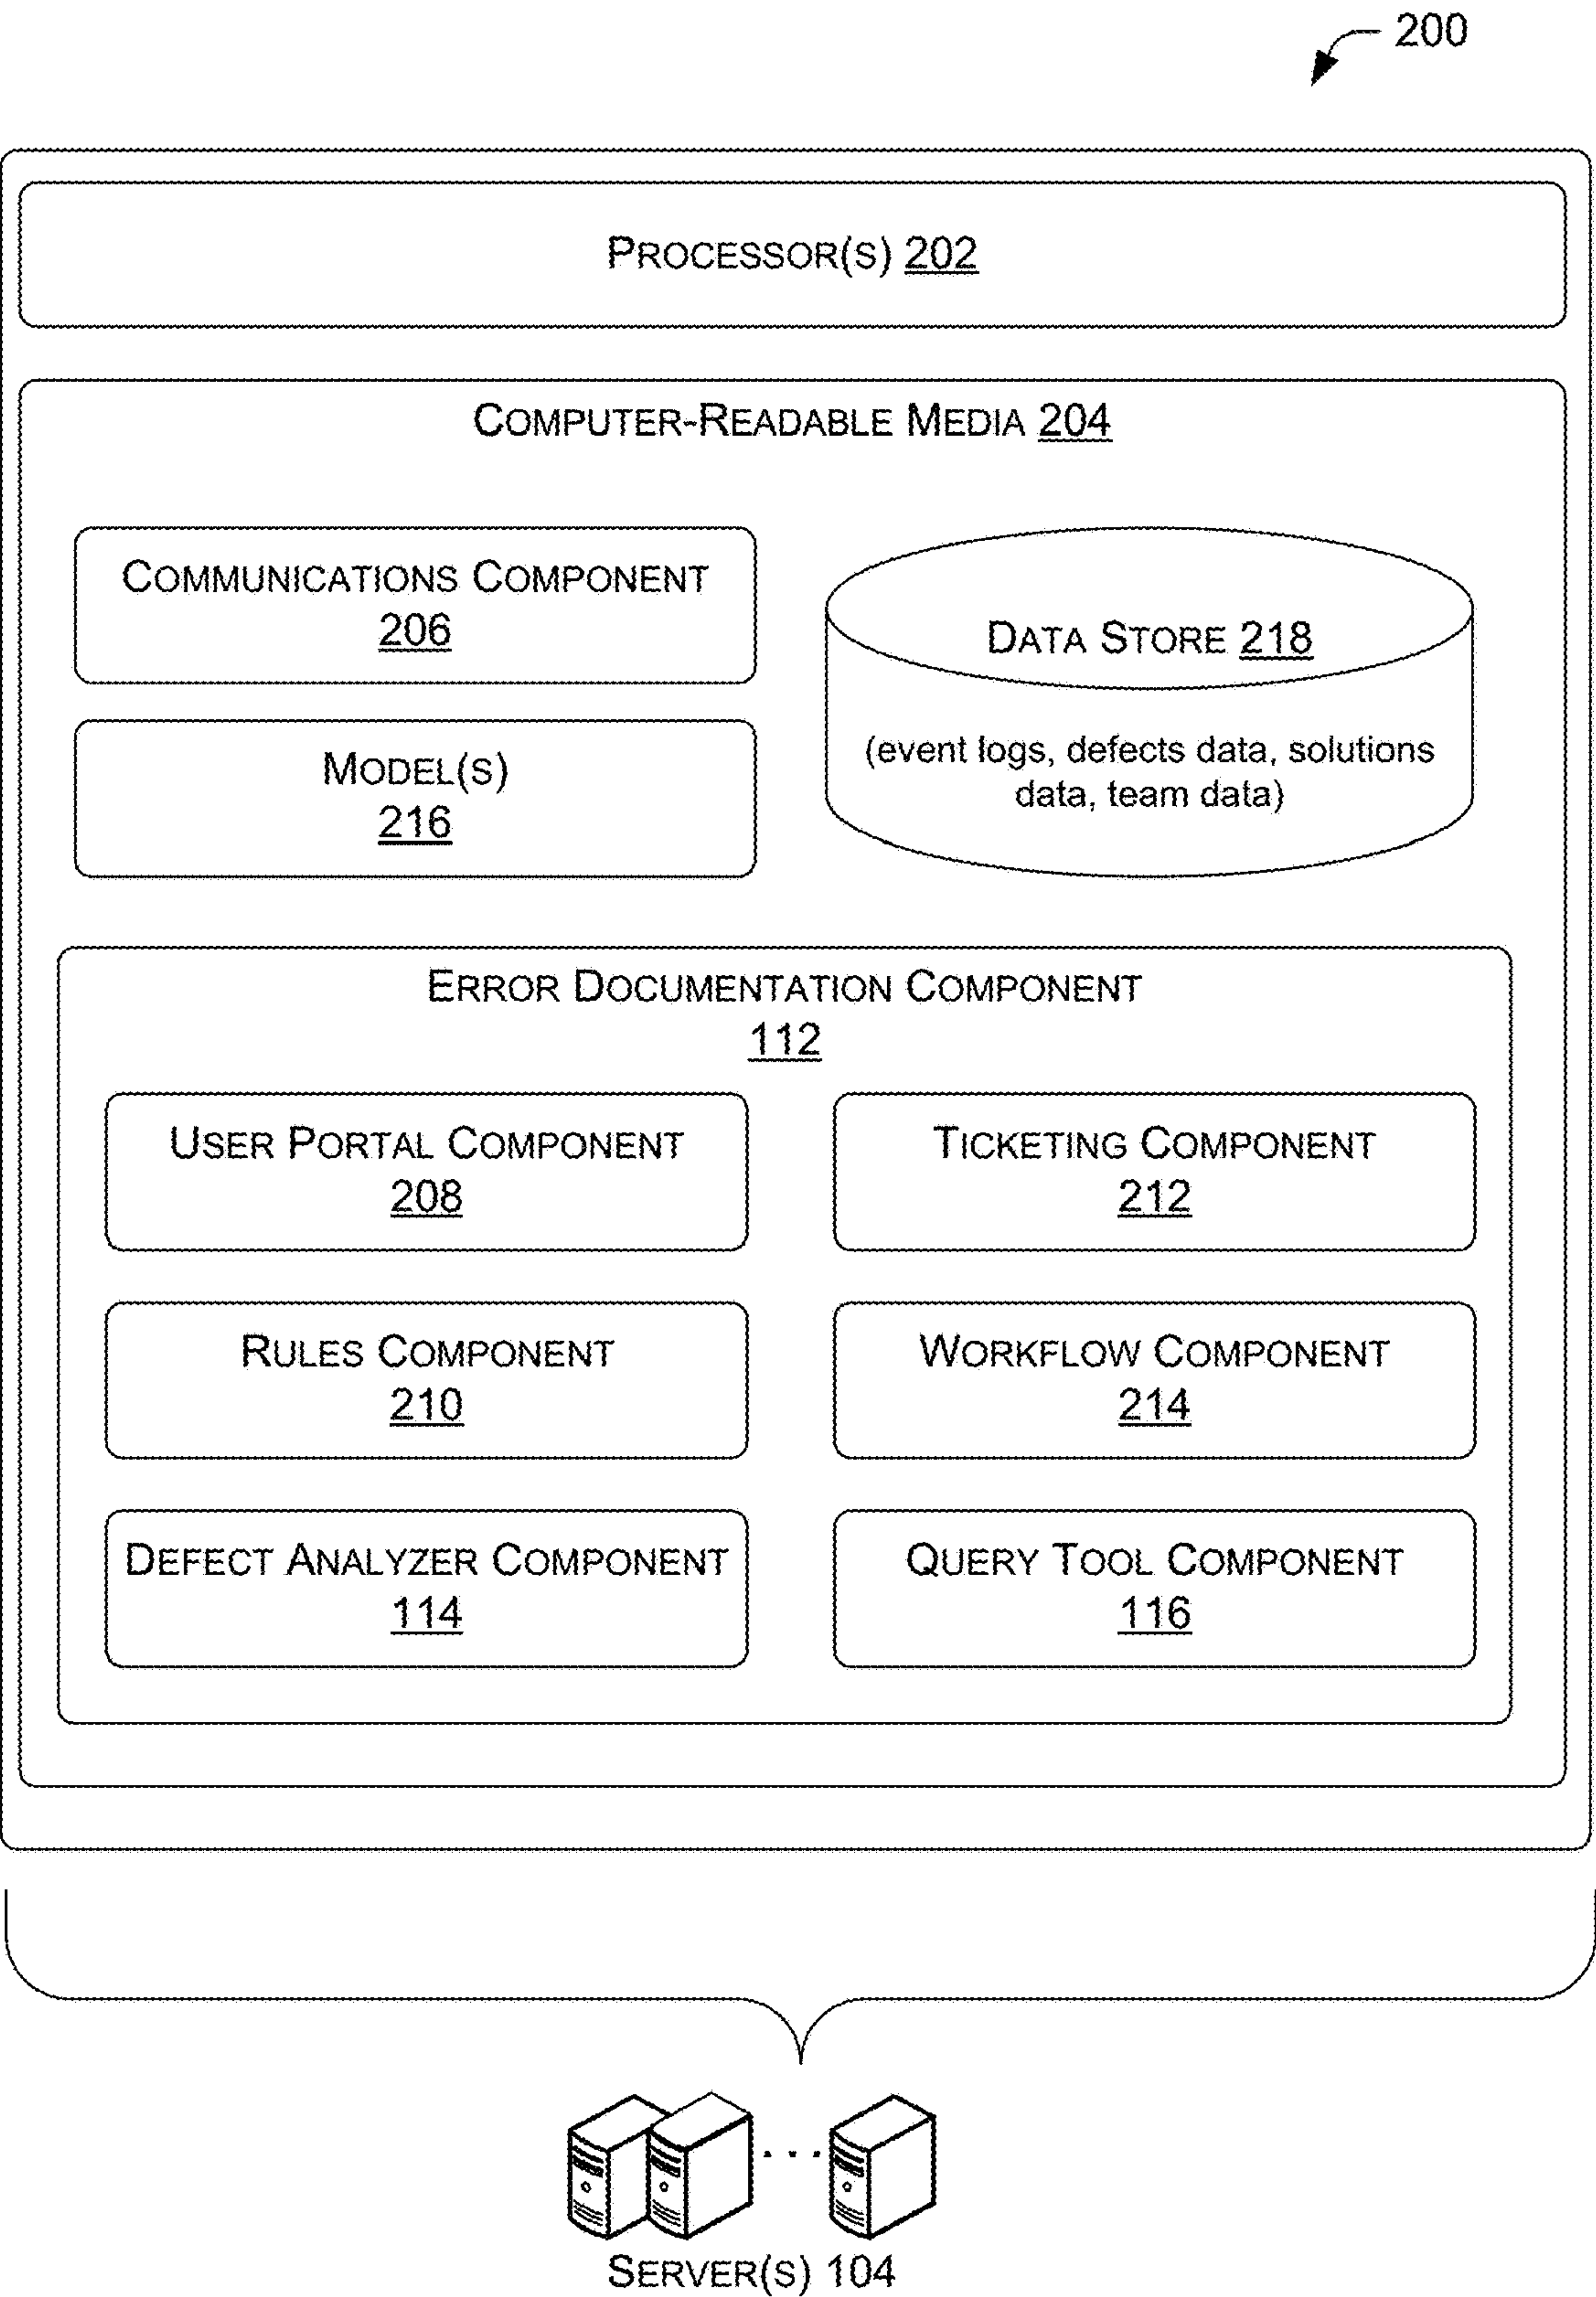 200
PROCESSOR(S) 202
COMPUTER-READABLE MEDIA 204
COMMUNICATIONS COMPONENT
206
MODEL(S)
216
DATA STORE 218
(event logs, defects data, solutions
data, team data)
ERROR DOCUMENTATION COMPONENT
112
USER PORTAL COMPONENT
208
TICKETING COMPONENT
212
RULES COMPONENT
210
WORKFLOW COMPONENT
214
DEFECT ANALYZER COMPONENT
114
QUERY TOOL COMPONENT
116
SERVER(S) 104